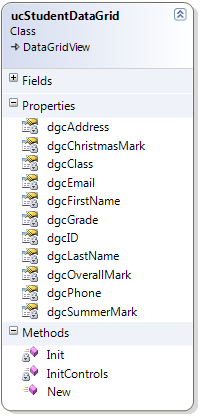 ucStudentDataGrid
Class
DataGridView
Fields
Properties
dgcAddress
dgcChristmasMark
dgcClass
dgcEmail
dgcFirstName
dgcGrade
dgcID
dgcLastName
dgcOverallMark
dgcPhone
dgcSummerMark
Methods
Init
InitControls
New